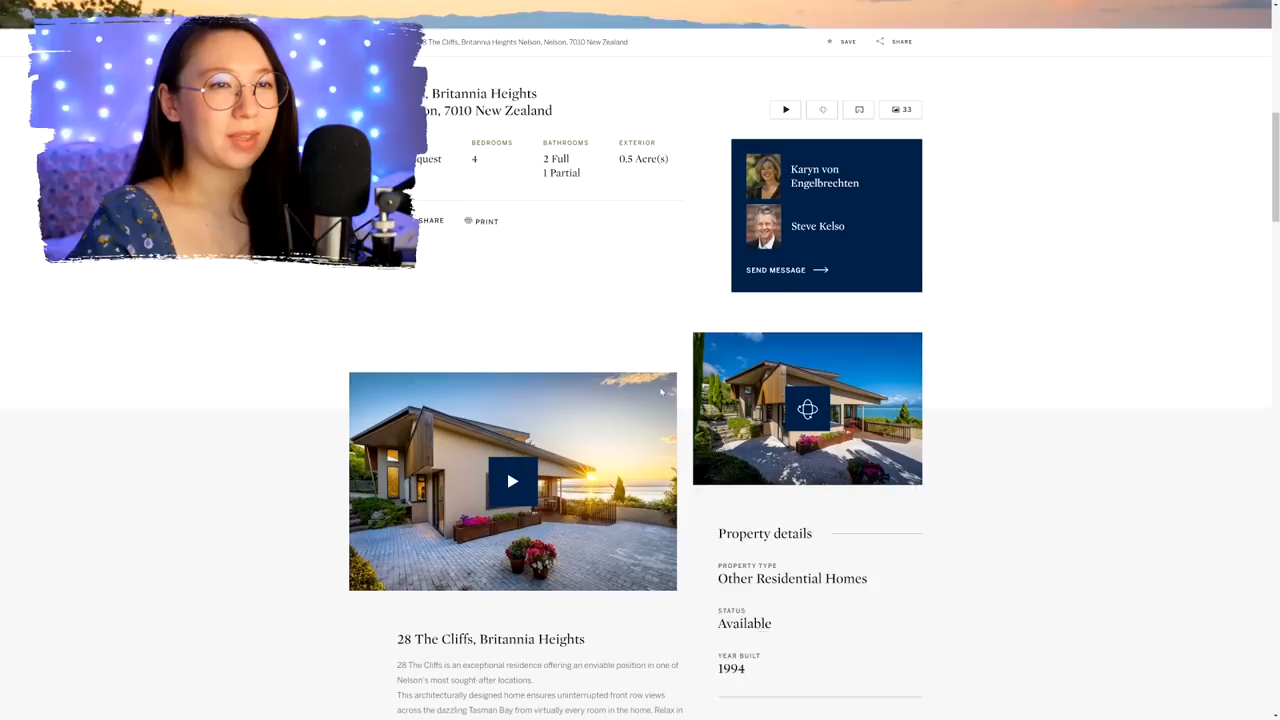 8 The Cliffs, Britannia Heights Nelson, Nelson, 7010 New Zealand
SAVE
SHARE
, Britannia Heights
on, 7010 New Zealand
33
BEDROOMS
BATHROOMS
EXTERIOR
quest
4
2 Full
0.5 Acre(s)
1 Partial
SHARE
PRINT
Karyn von
Engelbrechten
Steve Kelso
SEND MESSAGE
Property details
PROPERTY TYPE
Other Residential Homes
STATUS
Available
YEAR BUILT
1994
28 The Cliffs, Britannia Heights
28 The Cliffs is an exceptional residence offering an enviable position in one of
Nelson's most sought-after locations.
This architecturally designed home ensures uninterrupted front row views
across the dazzling Tasman Bay from virtually every room in the home. Relax in